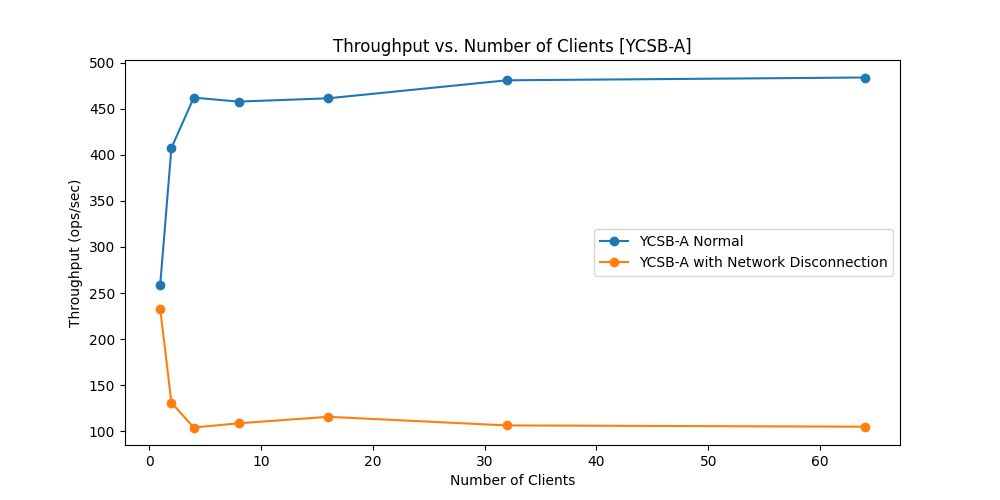 Throughput vs. Number of Clients [YCSB-A]
Throughput (ops/sec)
500
450
400
350
300
250
200
150
100
YCSB-A Normal
YCSB-A with Network Disconnection
0 10 20 30 40 50 60
Number of Clients